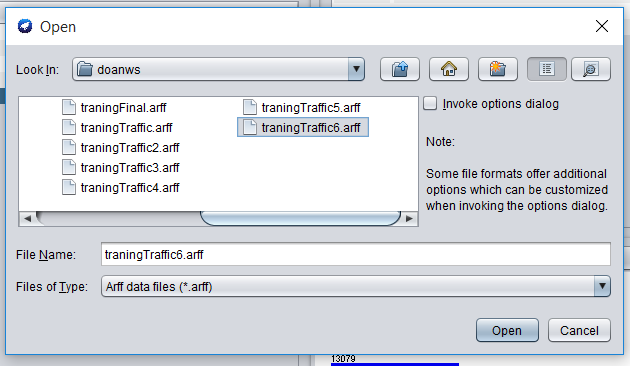 Open
Look In: doanws
traningFinal.arff
traningTraffic.arff
traningTraffic2.arff
traningTraffic3.arff
traningTraffic4.arff
traningTraffic5.arff
traningTraffic6.arff
Invoke options dialog
Note:
Some file formats offer additional
options which can be customized
when invoking the options dialog.
File Name: traningTraffic6.arff
Files of Type: Arff data files (*.arff)
Open Cancel
13079